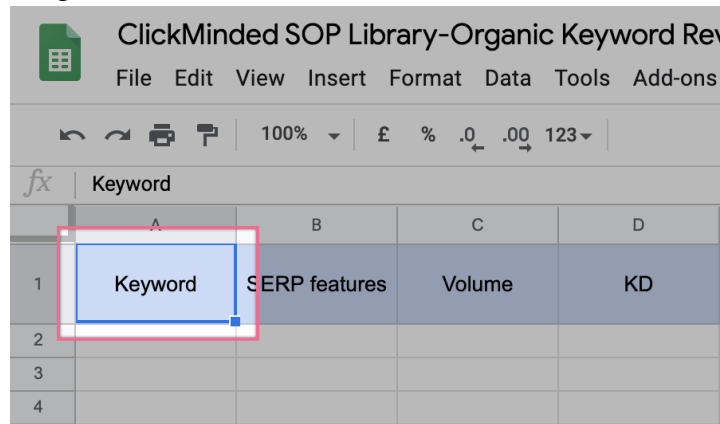 ClickMinded SOP Library-Organic Keyword Rev
File Edit View Insert Format Data Tools Add-ons
100% £ % .0 .00 123
fx Keyword
A B C D
1 Keyword SERP features Volume KD
2
3
4